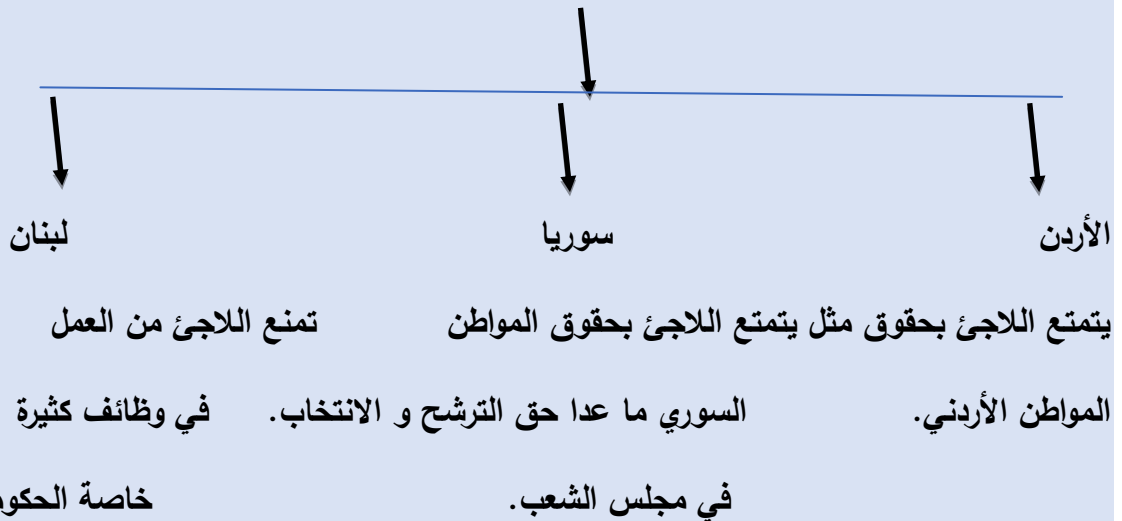 الأردن سوريا لبنان
يتمتع اللاجئ بحقوق مثل يتمتع اللاجئ بحقوق المواطن تمنع اللاجئ من العمل
المواطن الأردني. السوري ما عدا حق الترشح و الانتخاب. في وظائف كثيرة
في مجلس الشعب. خاصة